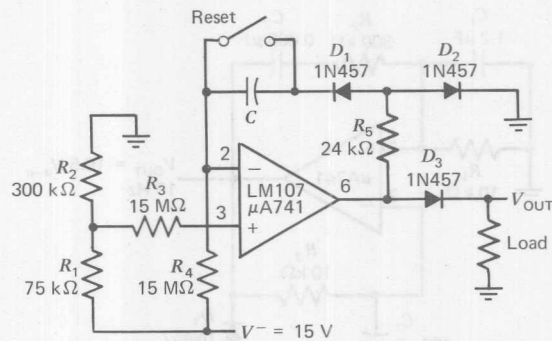 Reset
D₁
1N457
D₂
1N457
C
R₂
300 kΩ
R₃
15 MΩ
R₅
24 kΩ
D₃
1N457
2
−
LM107
μA741
6
3
+
V_OUT
R₁
75 kΩ
R₄
15 MΩ
Load
V⁻ = 15 V